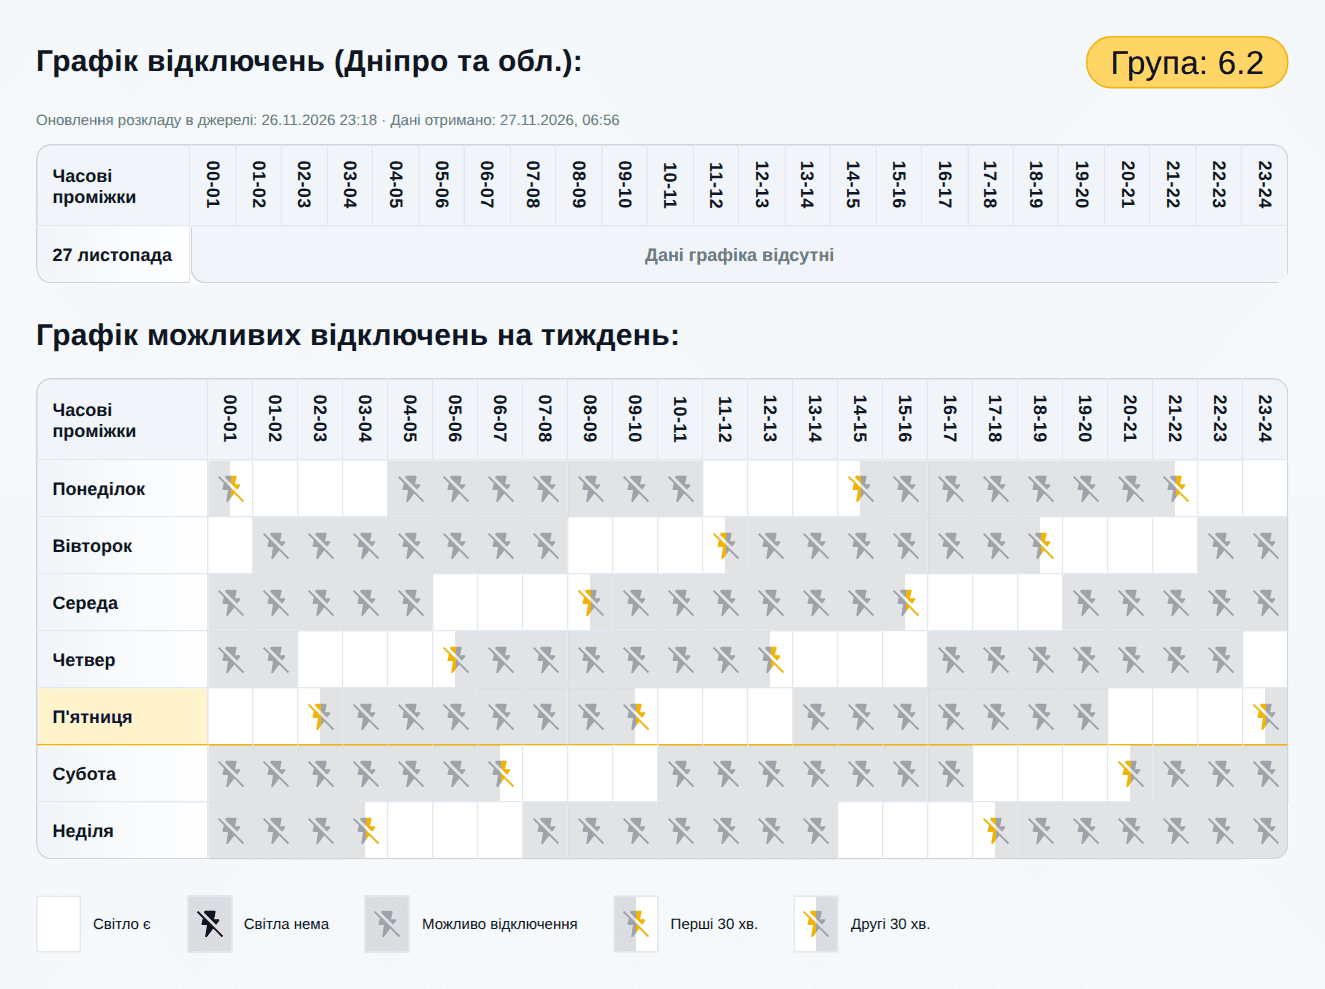 Графік відключень (Дніпро та обл.):
Група: 6.2
Оновлення розкладу в джерелі: 26.11.2026 23:18 · Дані отримано: 27.11.2026, 06:56
Часові проміжки 00-01 01-02 02-03 03-04 04-05 05-06 06-07 07-08 08-09 09-10 10-11 11-12 12-13 13-14 14-15 15-16 16-17 17-18 18-19 19-20 20-21 21-22 22-23 23-24
27 листопада Дані графіка відсутні
Графік можливих відключень на тиждень:
Часові проміжки 00-01 01-02 02-03 03-04 04-05 05-06 06-07 07-08 08-09 09-10 10-11 11-12 12-13 13-14 14-15 15-16 16-17 17-18 18-19 19-20 20-21 21-22 22-23 23-24
Понеділок
Вівторок
Середа
Четвер
П'ятниця
Субота
Неділя
Світло є Світла нема Можливо відключення Перші 30 хв. Другі 30 хв.